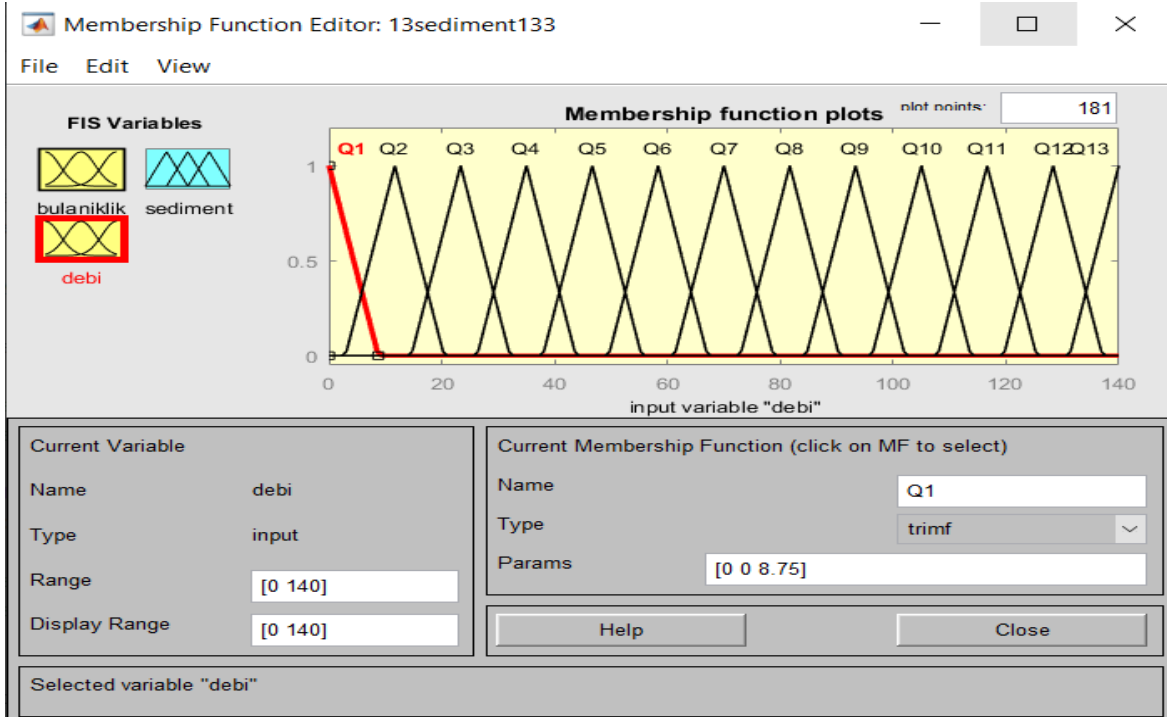 Membership Function Editor: 13sediment133
File Edit View
FIS Variables
Membership function plots plot points: 181
Q1 Q2 Q3 Q4 Q5 Q6 Q7 Q8 Q9 Q10 Q11 Q12 Q13
1
0.5
0
0 20 40 60 80 100 120 140
input variable "debi"
bulaniklik sediment
debi
Current Variable
Name debi
Type input
Range [0 140]
Display Range [0 140]
Current Membership Function (click on MF to select)
Name Q1
Type trimf
Params [0 0 8.75]
Help Close
Selected variable "debi"